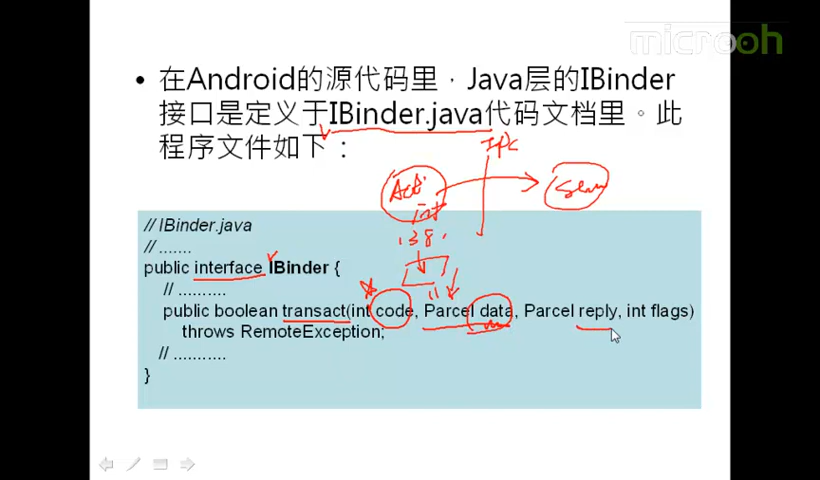 microoh
• 在Android的源代码里，Java层的IBinder
接口是定义于IBinder.java代码文档里。此
程序文件如下：
IPC
Acti
int
38
// IBinder.java
// .......
public interface IBinder {
// ..........
public boolean transact(int code, Parcel data, Parcel reply, int flags)
throws RemoteException;
// ...........
}